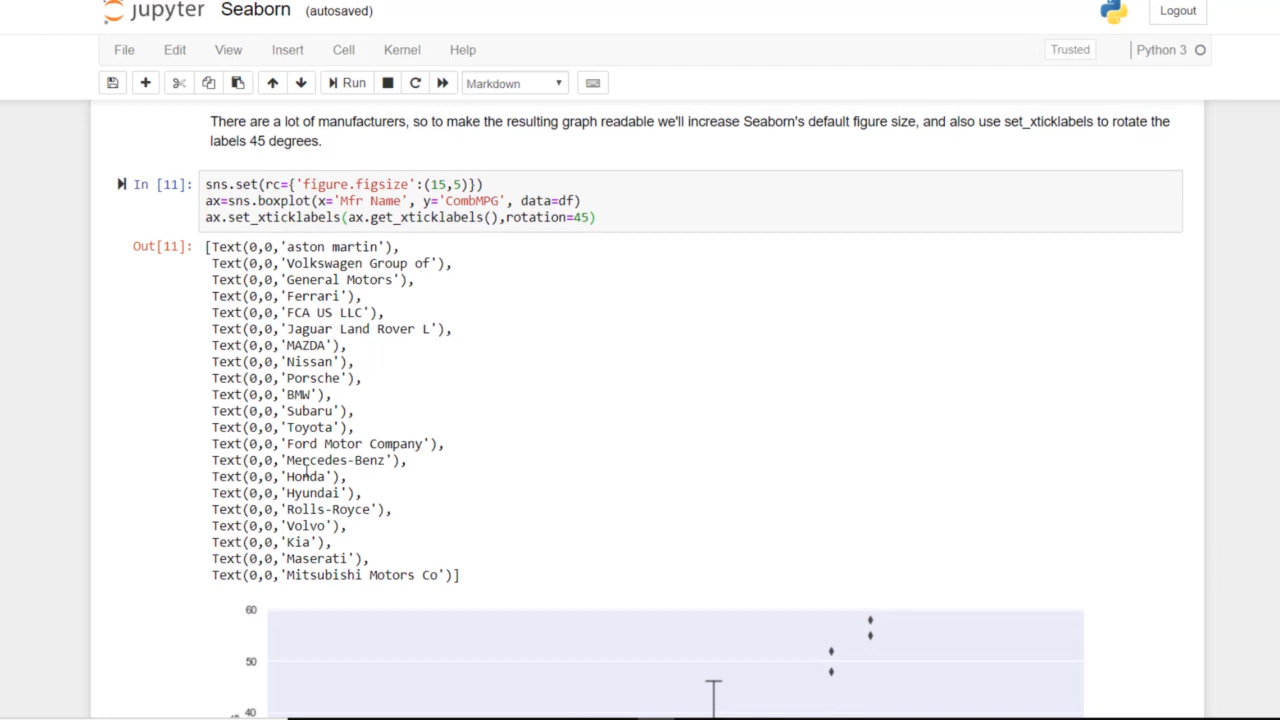 jupyter Seaborn (autosaved)
Logout
File Edit View Insert Cell Kernel Help
Trusted
Python 3
Run
Markdown
There are a lot of manufacturers, so to make the resulting graph readable we'll increase Seaborn's default figure size, and also use set_xticklabels to rotate the
labels 45 degrees.
In [11]:
sns.set(rc={'figure.figsize':(15,5)})
ax=sns.boxplot(x='Mfr Name', y='CombMPG', data=df)
ax.set_xticklabels(ax.get_xticklabels(),rotation=45)
Out[11]:
[Text(0,0,'aston martin'),
Text(0,0,'Volkswagen Group of'),
Text(0,0,'General Motors'),
Text(0,0,'Ferrari'),
Text(0,0,'FCA US LLC'),
Text(0,0,'Jaguar Land Rover L'),
Text(0,0,'MAZDA'),
Text(0,0,'Nissan'),
Text(0,0,'Porsche'),
Text(0,0,'BMW'),
Text(0,0,'Subaru'),
Text(0,0,'Toyota'),
Text(0,0,'Ford Motor Company'),
Text(0,0,'Mercedes-Benz'),
Text(0,0,'Honda'),
Text(0,0,'Hyundai'),
Text(0,0,'Rolls-Royce'),
Text(0,0,'Volvo'),
Text(0,0,'Kia'),
Text(0,0,'Maserati'),
Text(0,0,'Mitsubishi Motors Co')]
60
50
40